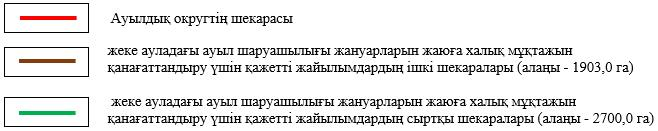 Ауылдық округтің шекарасы
жеке ауладағы ауыл шаруашылығы жануарларын жаюға халық мұқтажын
қанағаттандыру үшін қажетті жайылымдардың ішкі шекаралары (алаңы - 1903,0 га)
жеке ауладағы ауыл шаруашылығы жануарларын жаюға халық мұқтажын
қанағаттандыру үшін қажетті жайылымдардың сыртқы шекаралары (алаңы - 2700,0 га)